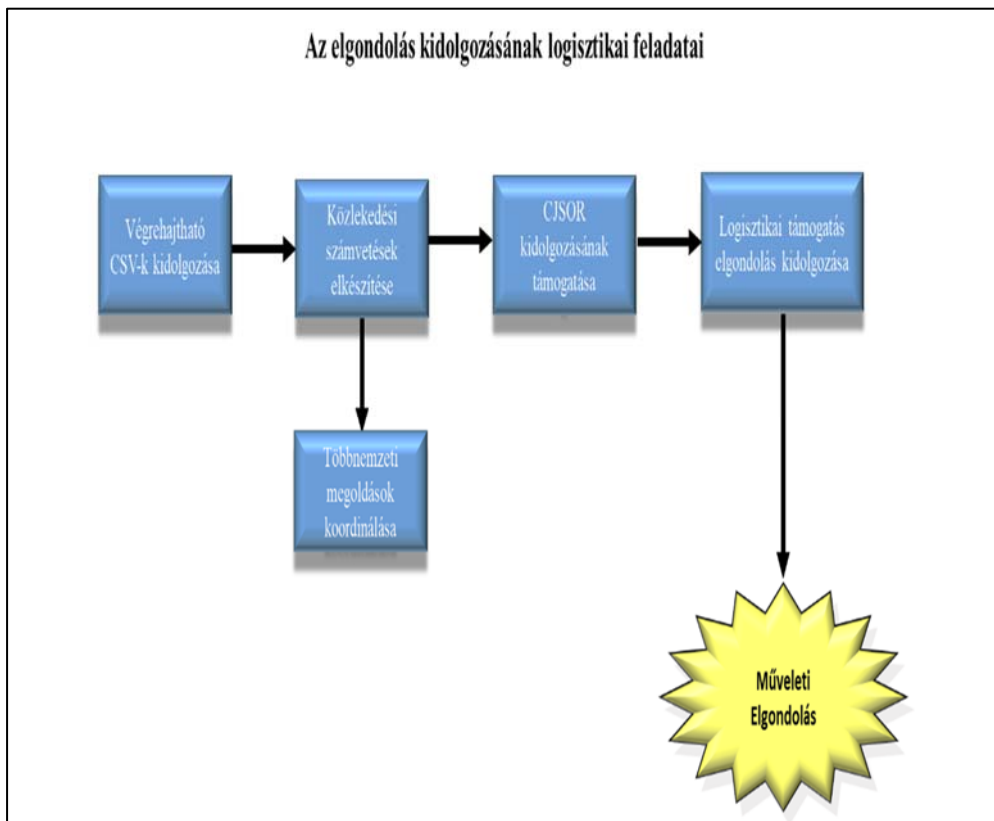 Az elgondolás kidolgozásának logisztikai feladatai
Végrehajtható
CSV-k kidolgozása
Közlekedési
számvetések
elkészítése
CJSOR
kidolgozásának
támogatása
Logisztikai támogatás
elgondolás kidolgozása
Többnemzeti
megoldások
koordinálása
Műveleti
Elgondolás